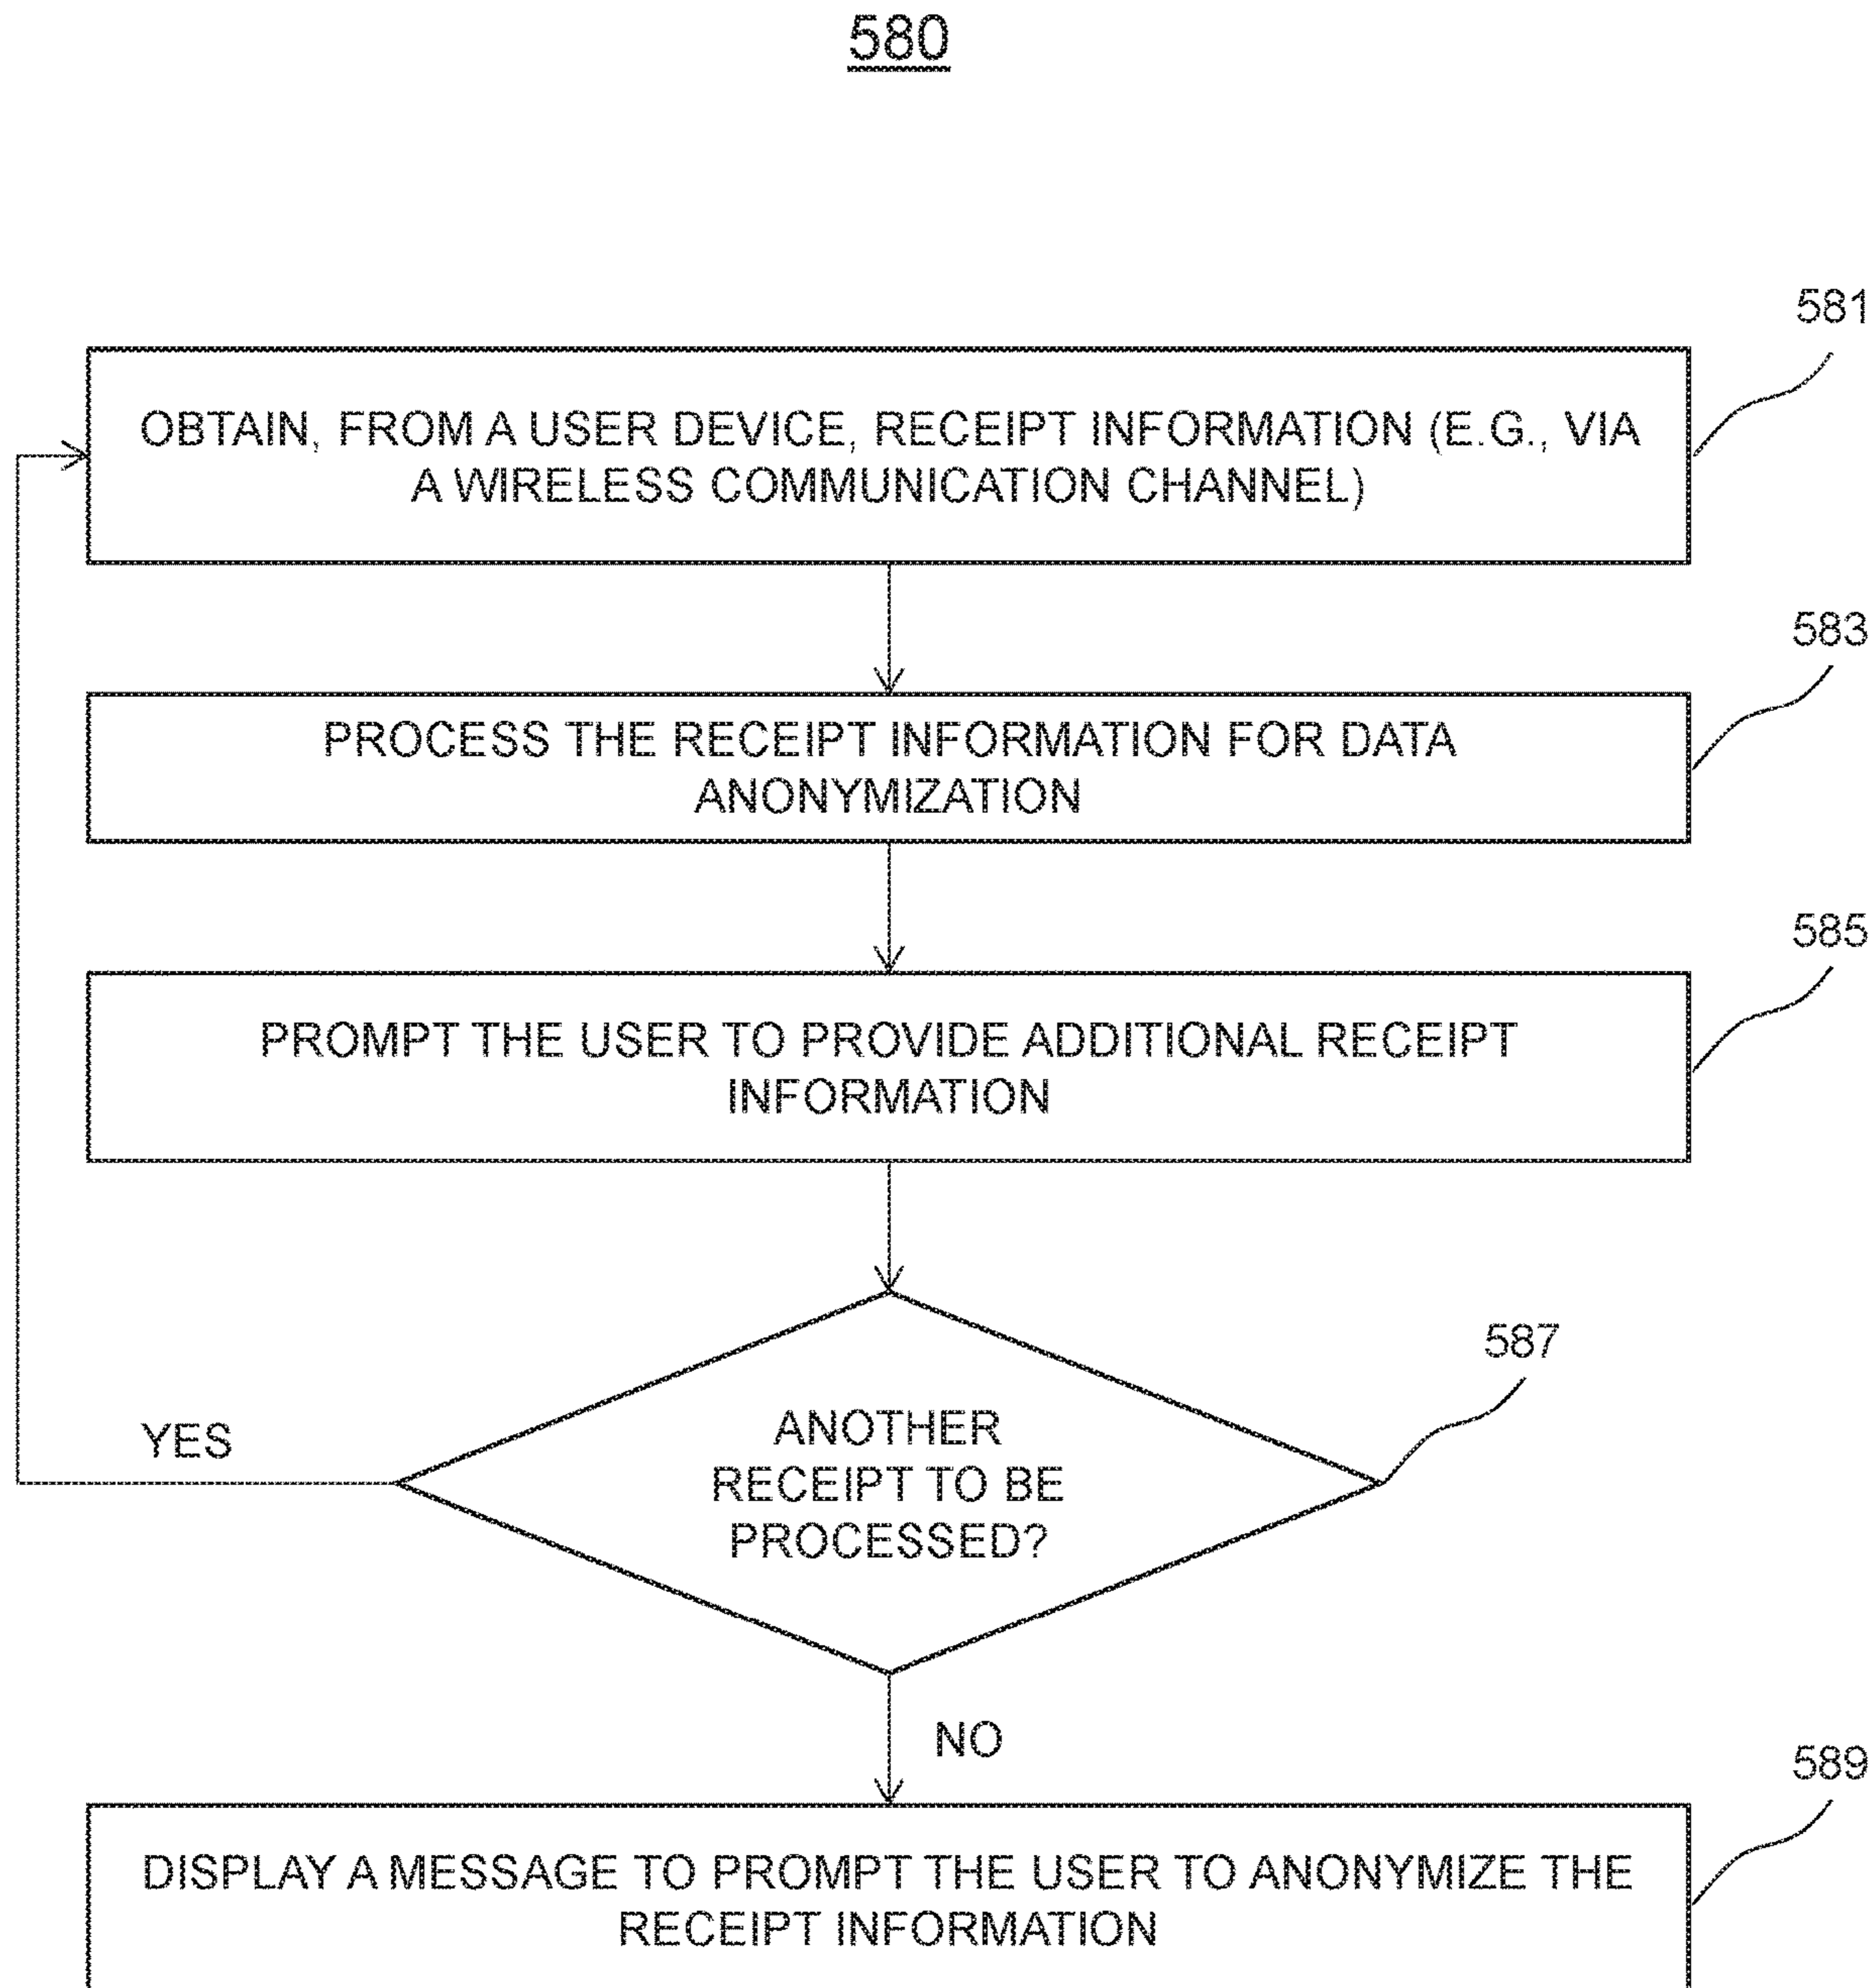 580
581
OBTAIN, FROM A USER DEVICE, RECEIPT INFORMATION (E.G., VIA
A WIRELESS COMMUNICATION CHANNEL)
583
PROCESS THE RECEIPT INFORMATION FOR DATA
ANONYMIZATION
585
PROMPT THE USER TO PROVIDE ADDITIONAL RECEIPT
INFORMATION
587
ANOTHER
RECEIPT TO BE
PROCESSED?
YES
NO
589
DISPLAY A MESSAGE TO PROMPT THE USER TO ANONYMIZE THE
RECEIPT INFORMATION